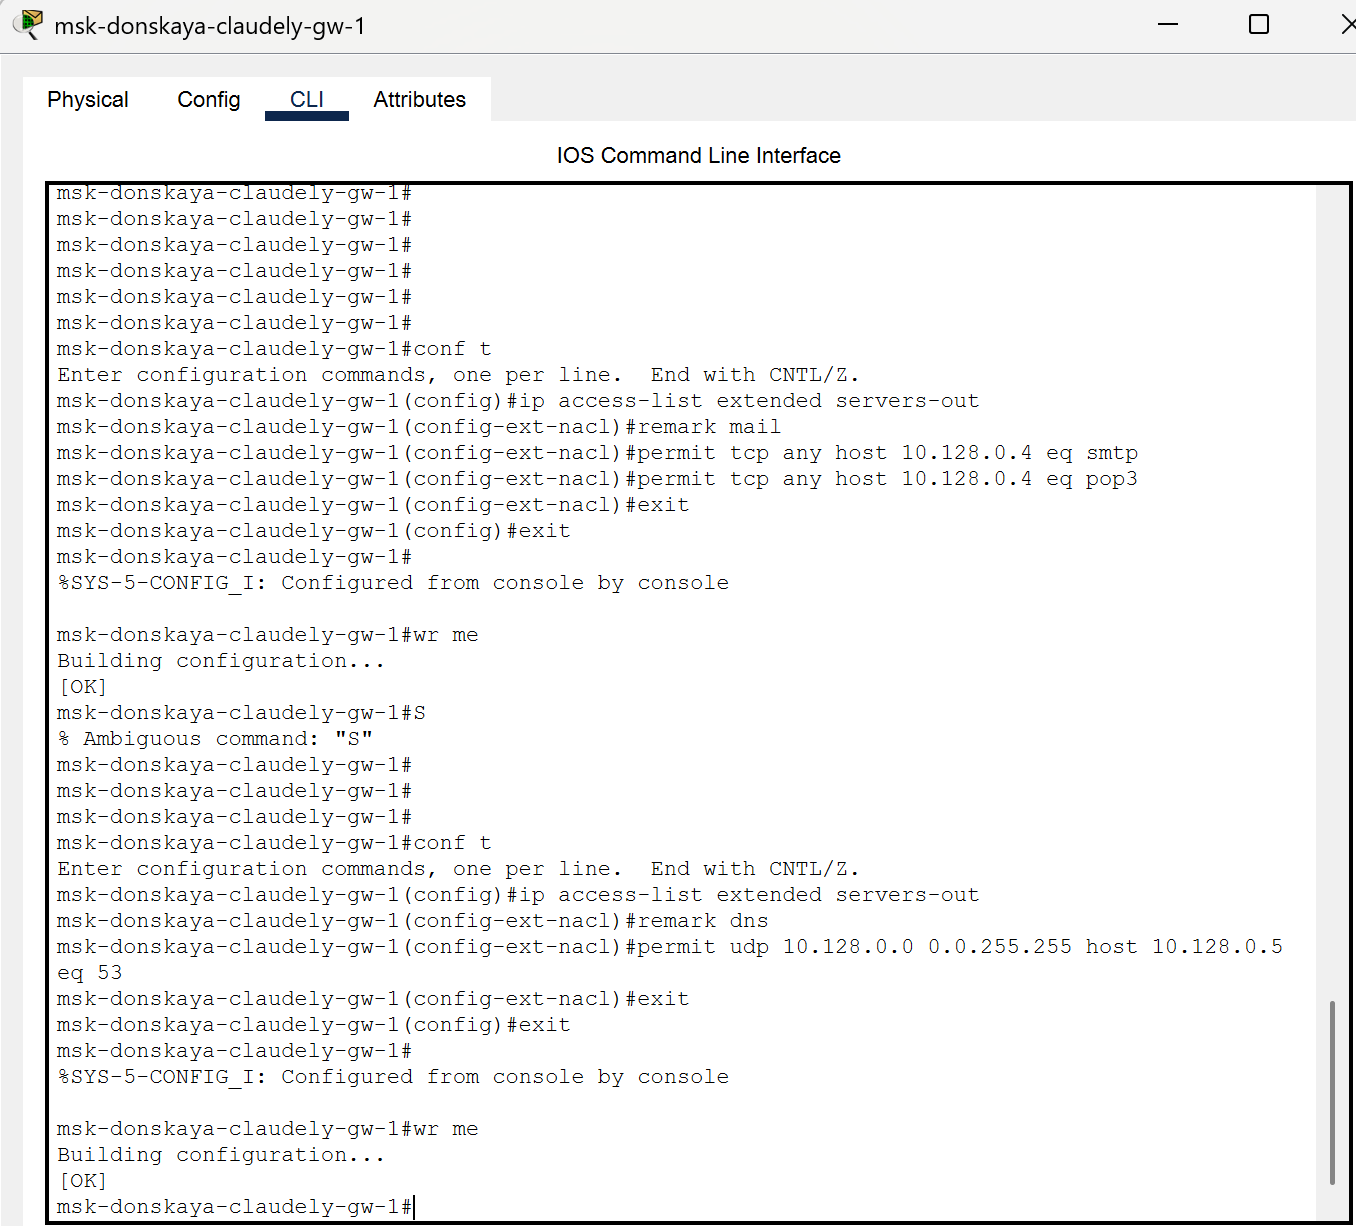 msk-donskaya-claudely-gw-1
Physical Config CLI Attributes
IOS Command Line Interface
msk-donskaya-claudely-gw-1#
msk-donskaya-claudely-gw-1#
msk-donskaya-claudely-gw-1#
msk-donskaya-claudely-gw-1#
msk-donskaya-claudely-gw-1#
msk-donskaya-claudely-gw-1#
msk-donskaya-claudely-gw-1#conf t
Enter configuration commands, one per line.  End with CNTL/Z.
msk-donskaya-claudely-gw-1(config)#ip access-list extended servers-out
msk-donskaya-claudely-gw-1(config-ext-nacl)#remark mail
msk-donskaya-claudely-gw-1(config-ext-nacl)#permit tcp any host 10.128.0.4 eq smtp
msk-donskaya-claudely-gw-1(config-ext-nacl)#permit tcp any host 10.128.0.4 eq pop3
msk-donskaya-claudely-gw-1(config-ext-nacl)#exit
msk-donskaya-claudely-gw-1(config)#exit
msk-donskaya-claudely-gw-1#
%SYS-5-CONFIG_I: Configured from console by console
msk-donskaya-claudely-gw-1#wr me
Building configuration...
[OK]
msk-donskaya-claudely-gw-1#S
% Ambiguous command: "S"
msk-donskaya-claudely-gw-1#
msk-donskaya-claudely-gw-1#
msk-donskaya-claudely-gw-1#
msk-donskaya-claudely-gw-1#conf t
Enter configuration commands, one per line.  End with CNTL/Z.
msk-donskaya-claudely-gw-1(config)#ip access-list extended servers-out
msk-donskaya-claudely-gw-1(config-ext-nacl)#remark dns
msk-donskaya-claudely-gw-1(config-ext-nacl)#permit udp 10.128.0.0 0.0.255.255 host 10.128.0.5
eq 53
msk-donskaya-claudely-gw-1(config-ext-nacl)#exit
msk-donskaya-claudely-gw-1(config)#exit
msk-donskaya-claudely-gw-1#
%SYS-5-CONFIG_I: Configured from console by console
msk-donskaya-claudely-gw-1#wr me
Building configuration...
[OK]
msk-donskaya-claudely-gw-1#